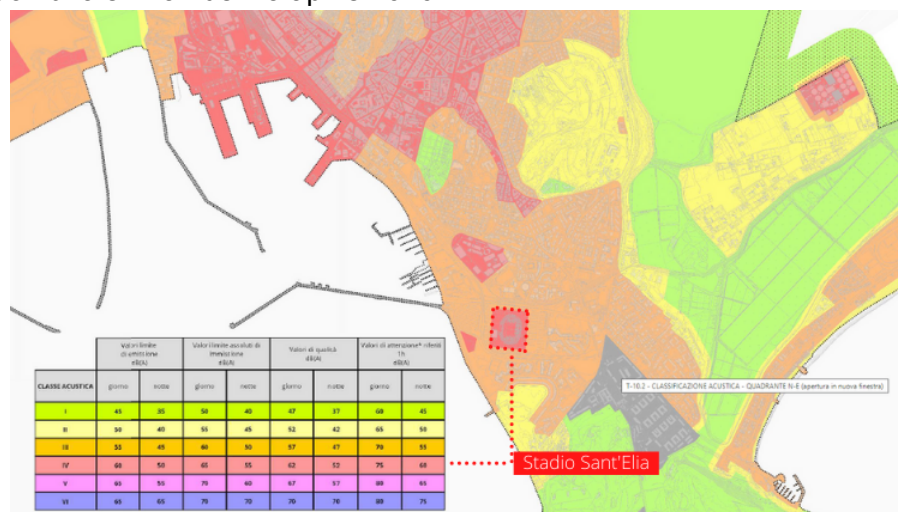 Valori limite
di emissione
dB(A)
Valori limite assoluti di
immissione
dB(A)
Valori di qualità
dB(A)
Valori di attenzione* riferiti
1h
dB(A)
CLASSE ACUSTICA giorno notte giorno notte giorno notte giorno notte
I 45 35 50 40 47 37 60 45
II 50 40 55 45 52 42 65 50
III 55 45 60 50 57 47 70 55
IV 60 50 65 55 62 52 75 60
V 65 55 70 60 67 57 80 65
VI 65 65 70 70 70 70 80 75
T-10.2 - CLASSIFICAZIONE ACUSTICA - QUADRANTE N-E (apertura in nuova finestra)
Stadio Sant'Elia